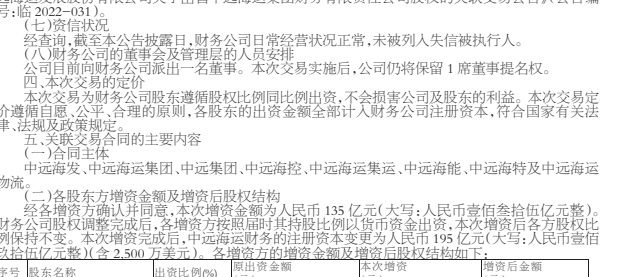 号:临 2022-031)。
(七)资信状况
经查询,截至本公告披露日,财务公司日常经营状况正常,未被列入失信被执行人。
(八)财务公司的董事会及管理层的人员安排
公司目前向财务公司派出一名董事。本次交易实施后,公司仍将保留 1 席董事提名权。
四、本次交易的定价
本次交易为财务公司股东遵循股权比例同比例出资,不会损害公司及股东的利益。本次交易定
价遵循自愿、公平、合理的原则,各股东的出资金额全部计入财务公司注册资本,符合国家有关法
律、法规及政策规定。
五、关联交易合同的主要内容
(一)合同主体
中远海发、中远海运集团、中远集团、中远海控、中远海运集运、中远海能、中远海特及中远海运
物流。
(二)各股东方增资金额及增资后股权结构
经各增资方确认并同意,本次增资金额为人民币 135 亿元(大写:人民币壹佰叁拾伍亿元整)。
财务公司股权调整完成后,各增资方按照届时其持股比例以货币资金出资,本次增资后各方股权比
例保持不变。本次增资完成后,中远海运财务的注册资本变更为人民币 195 亿元(大写:人民币壹佰
玖拾伍亿元整)(含 2,500 万美元)。各增资方的增资金额及增资后股权结构如下:
序号 股东名称 出资比例(%) 原出资金额 本次增资 增资后金额